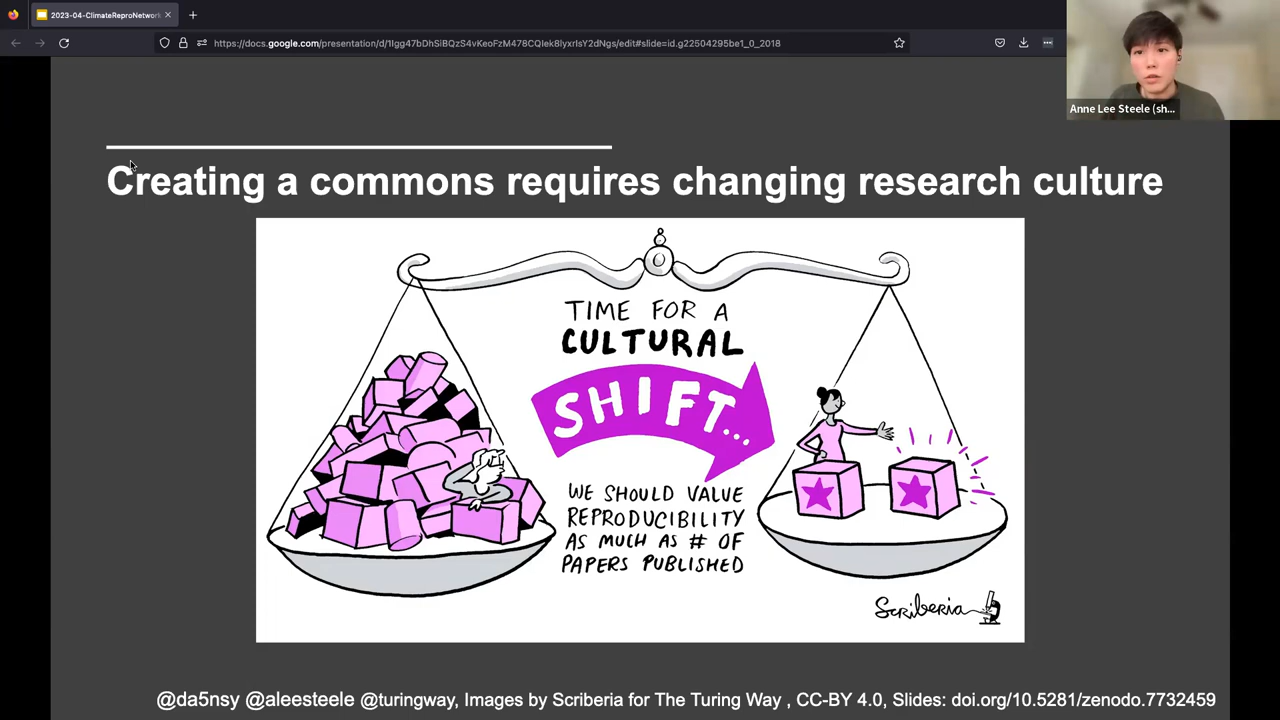 2023-04-ClimateReproNetwork
https://docs.google.com/presentation/d/1Igg47bDhSiBQzS4vKeoFzM478CQIek8lyxrIsY2dNgs/edit#slide=id.g22504295be1_0_2018
Anne Lee Steele (sh...
Creating a commons requires changing research culture
TIME FOR A
CULTURAL
SHIFT...
WE SHOULD VALUE
REPRODUCIBILITY
AS MUCH AS # OF
PAPERS PUBLISHED
Scriberia
@da5nsy @aleesteele @turingway, Images by Scriberia for The Turing Way , CC-BY 4.0, Slides: doi.org/10.5281/zenodo.7732459